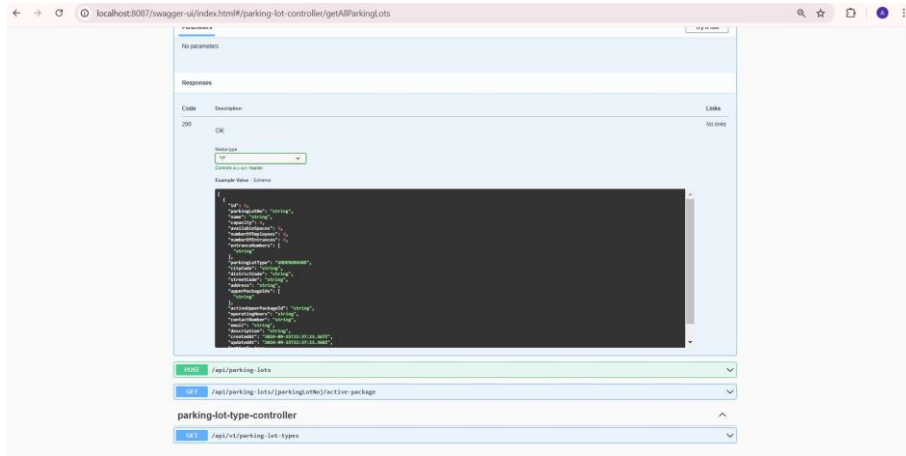 localhost:8087/swagger-ui/index.html#/parking-lot-controller/getAllParkingLots
A
Parameters
No parameters
Responses
Code Description Links
200 OK No links
Media type
*/*
Controls Accept header.
Example Value Schema
[
{
"id": 0,
"parkingLotNo": "string",
"name": "string",
"capacity": 0,
"availableSpaces": 0,
"numberOfEmployees": 0,
"numberOfEntrances": 0,
"entranceNumbers": [
"string"
],
"parkingLotType":
"cityCode": "string",
"districtCode": "string",
"streetCode": "string",
"address": "string",
"upperPackageIds": [
"string"
],
"activeUpperPackageId": "string",
"operatingHours": "string",
"contactNumber": "string",
"email": "string",
"description": "string",
"createdAt":
"updatedAt":
POST /api/parking-lots
GET /api/parking-lots/{parkingLotNo}/active-package
parking-lot-type-controller
GET /api/v1/parking-lot-types